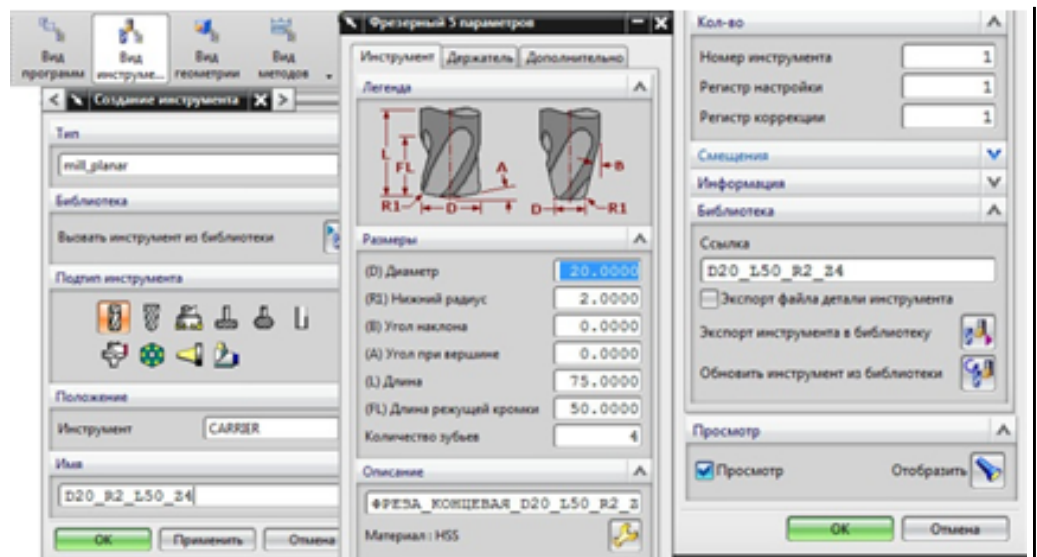 Вид программ
Вид инструме...
Вид геометрии
Вид методов
Создание инструмента
Тип
mill_planar
Библиотека
Вызвать инструмент из библиотеки
Подтип инструмента
Положение
Инструмент CARRIER
Имя
D20_R2_L50_Z4
OK Применить Отмена
Фрезерный 5 параметров
Инструмент Держатель Дополнительно
Легенда
L FL A B
R1 D D R1
Размеры
(D) Диаметр 20.0000
(R1) Нижний радиус 2.0000
(B) Угол наклона 0.0000
(A) Угол при вершине 0.0000
(L) Длина 75.0000
(FL) Длина режущей кромки 50.0000
Количество зубьев 4
Описание
ФРЕЗА_КОНЦЕВАЯ_D20_L50_R2_Z
Материал : HSS
Кол-во
Номер инструмента 1
Регистр настройки 1
Регистр коррекции 1
Смещения
Информация
Библиотека
Ссылка
D20_L50_R2_Z4
Экспорт файла детали инструмента
Экспорт инструмента в библиотеку
Обновить инструмент из библиотеки
Просмотр
Просмотр Отобразить
OK Отмена